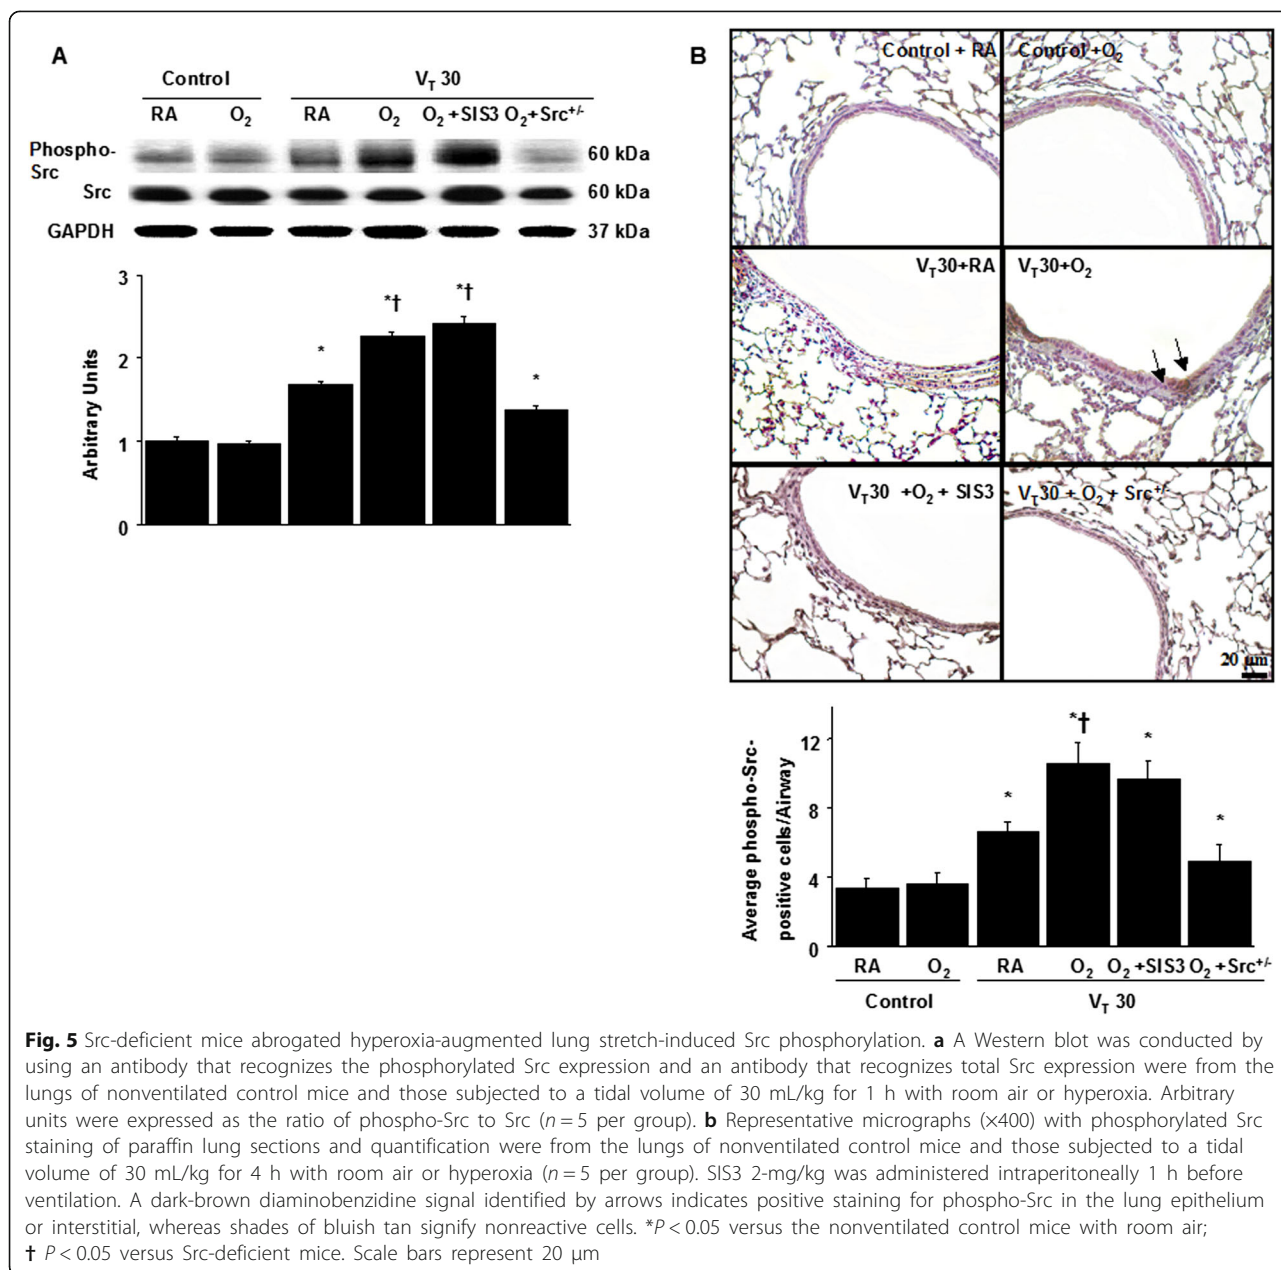 A
Control V_T 30
RA O₂ RA O₂ O₂+SIS3 O₂+Src⁺/⁻
Phospho-
Src 60 kDa
Src 60 kDa
GAPDH 37 kDa
Arbitrary Units
3
*† *†
2
* *
1
0
B
Control + RA Control +O₂
V_T30+RA V_T30+O₂
V_T30 +O₂ + SIS3 V_T30 + O₂ + Src⁺/⁻
20 µm
Average phospho-Src-
positive cells/Airway
*†
12 *
*
8
*
4
0
RA O₂ RA O₂ O₂+SIS3 O₂+Src⁺/⁻
Control V_T 30
Fig. 5 Src-deficient mice abrogated hyperoxia-augmented lung stretch-induced Src phosphorylation. a A Western blot was conducted by
using an antibody that recognizes the phosphorylated Src expression and an antibody that recognizes total Src expression were from the
lungs of nonventilated control mice and those subjected to a tidal volume of 30 mL/kg for 1 h with room air or hyperoxia. Arbitrary
units were expressed as the ratio of phospho-Src to Src (n = 5 per group). b Representative micrographs (×400) with phosphorylated Src
staining of paraffin lung sections and quantification were from the lungs of nonventilated control mice and those subjected to a tidal
volume of 30 mL/kg for 4 h with room air or hyperoxia (n = 5 per group). SIS3 2-mg/kg was administered intraperitoneally 1 h before
ventilation. A dark-brown diaminobenzidine signal identified by arrows indicates positive staining for phospho-Src in the lung epithelium
or interstitial, whereas shades of bluish tan signify nonreactive cells. *P < 0.05 versus the nonventilated control mice with room air;
† P < 0.05 versus Src-deficient mice. Scale bars represent 20 µm